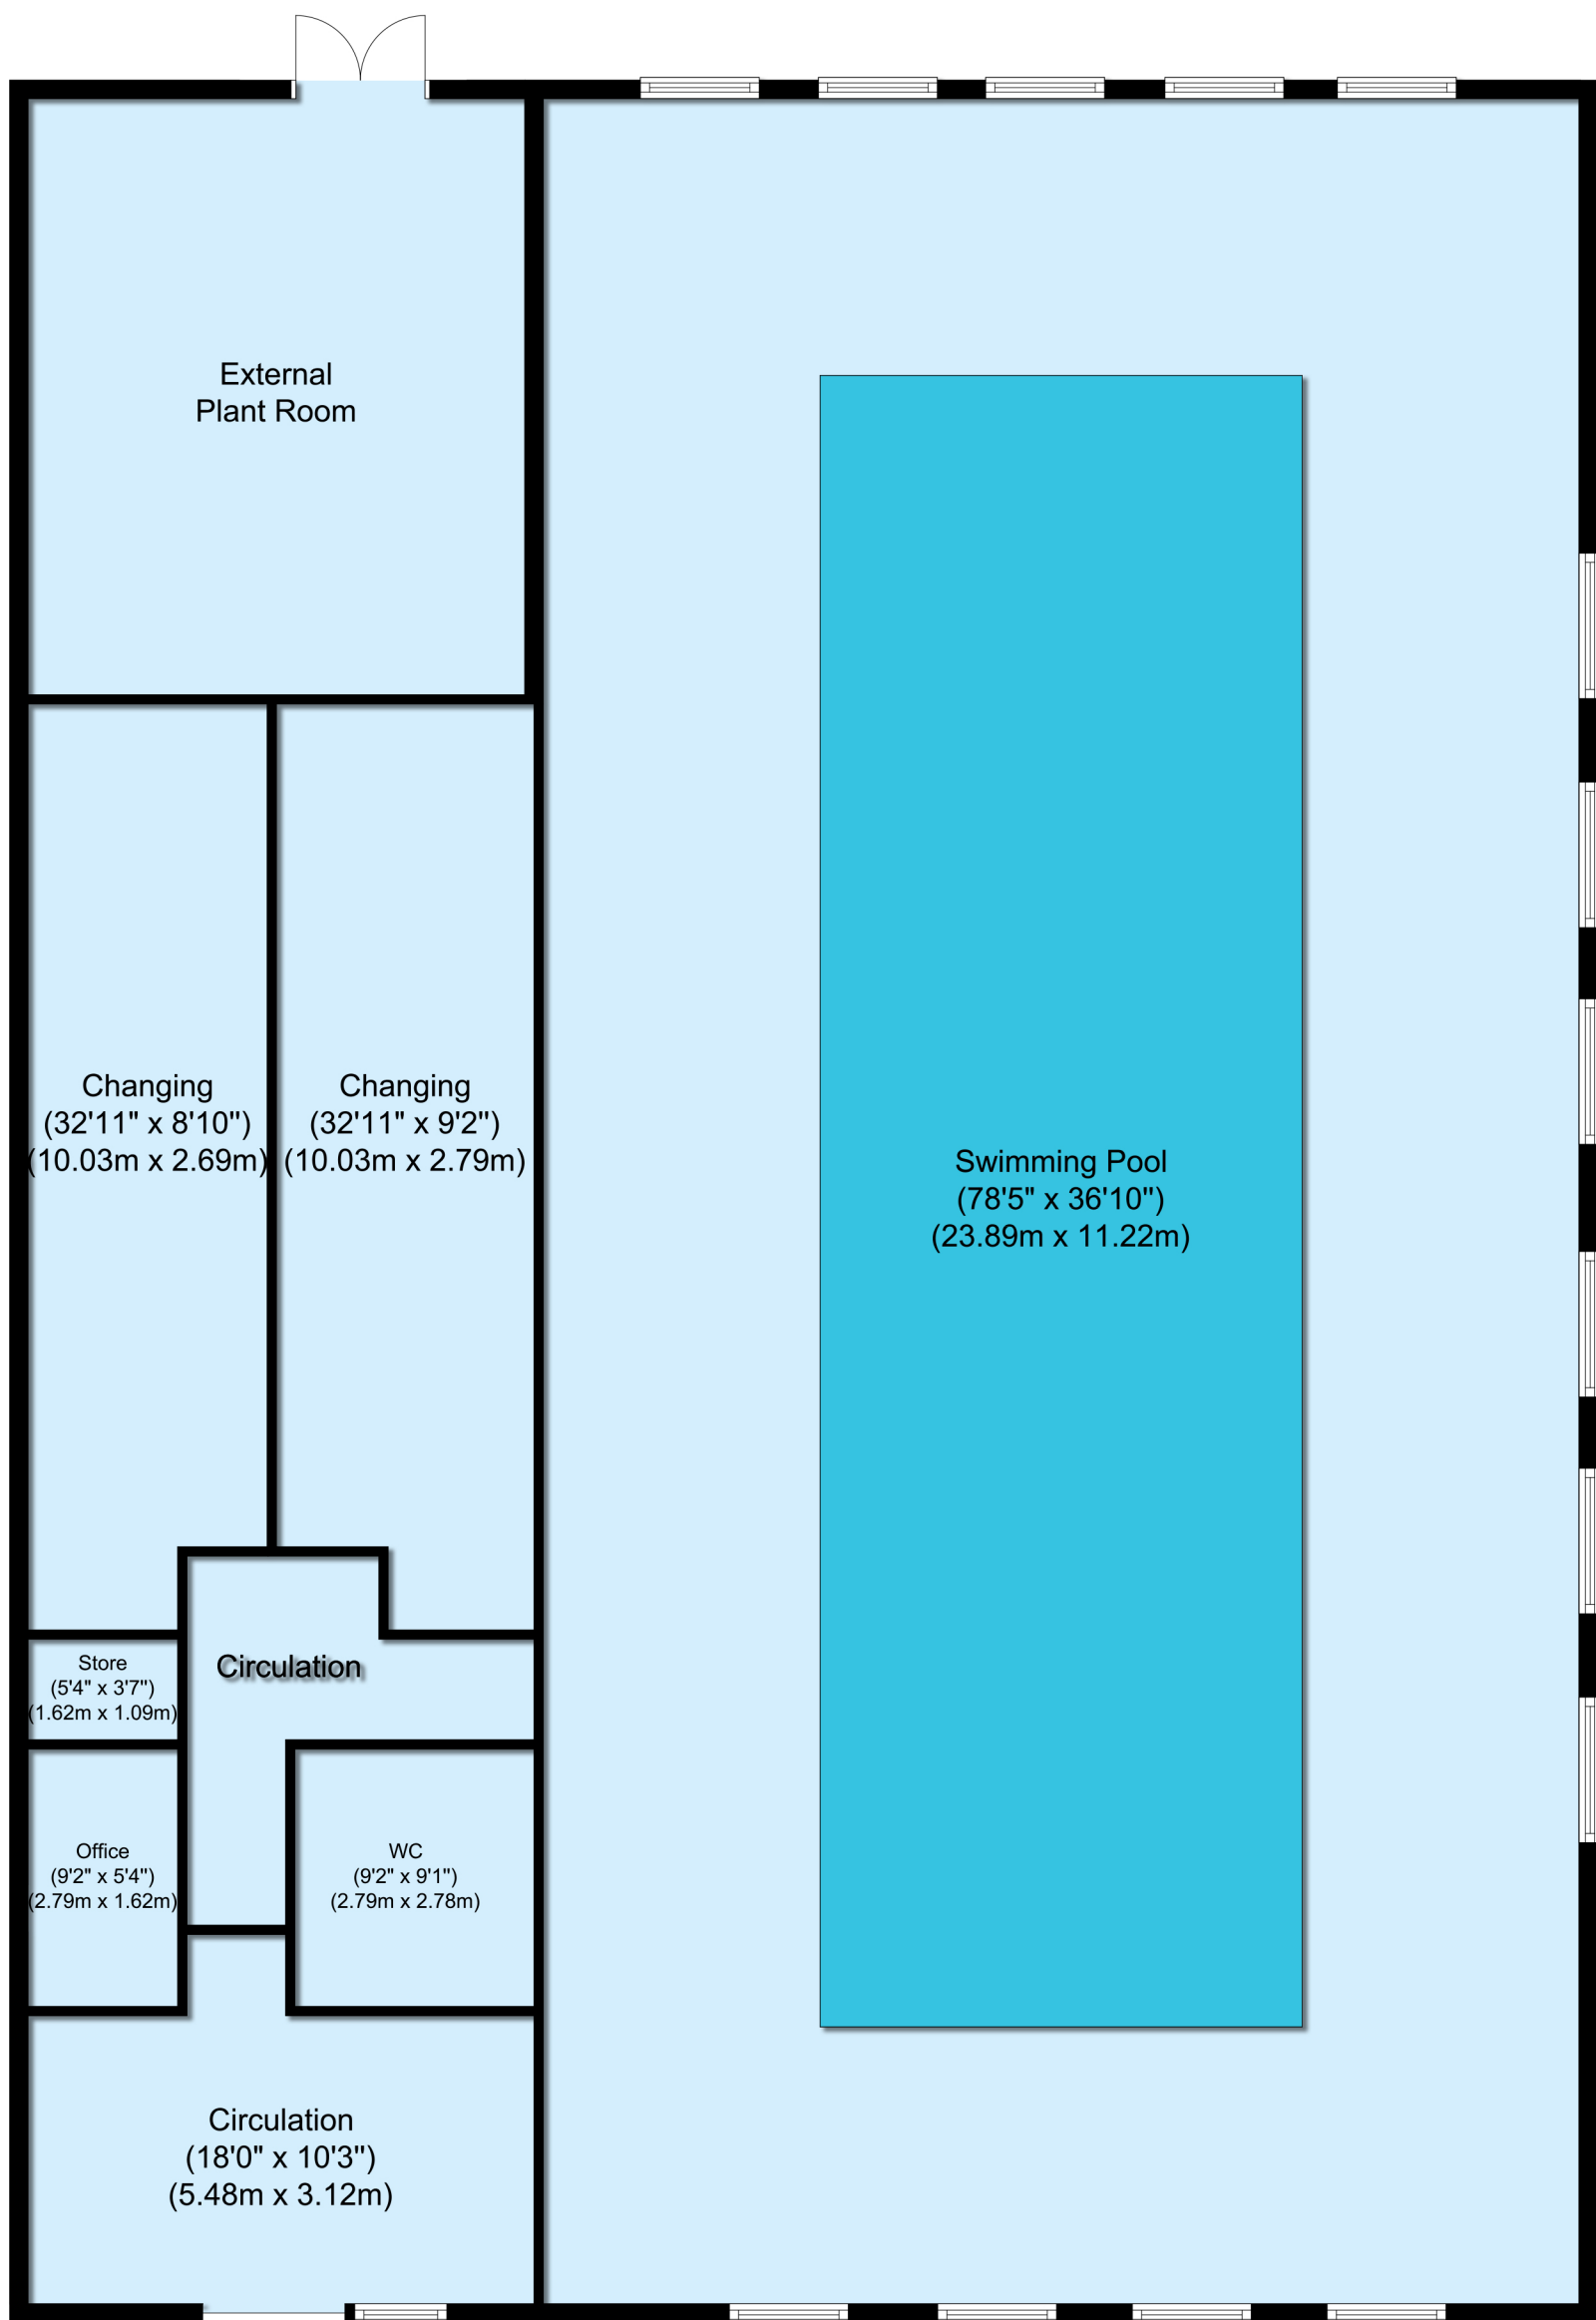 External
Plant Room
Changing
(32'11" x 8'10")
(10.03m x 2.69m)
Changing
(32'11" x 9'2")
(10.03m x 2.79m)
Swimming Pool
(78'5" x 36'10")
(23.89m x 11.22m)
Store
(5'4" x 3'7")
(1.62m x 1.09m)
Circulation
Office
(9'2" x 5'4")
(2.79m x 1.62m)
WC
(9'2" x 9'1")
(2.79m x 2.78m)
Circulation
(18'0" x 10'3")
(5.48m x 3.12m)